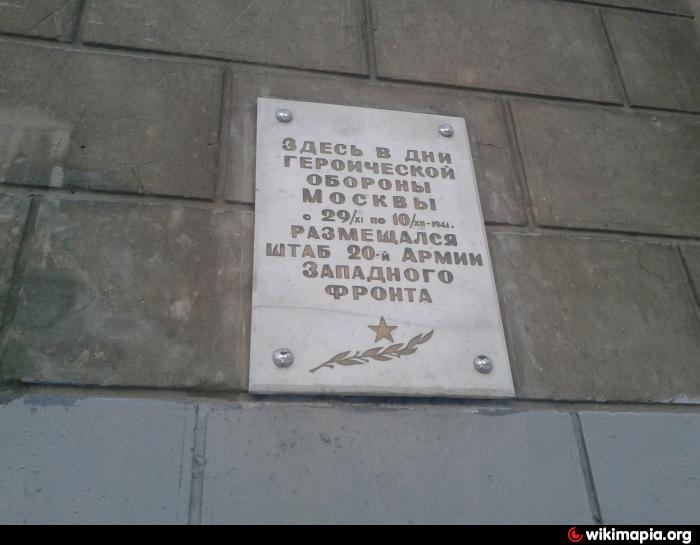 ЗДЕСЬ В ДНИ
ГЕРОИЧЕСКОЙ
ОБОРОНЫ
МОСКВЫ
с 29/XI по 10/XII-1941г.
РАЗМЕЩАЛСЯ
ШТАБ 20-й АРМИИ
ЗАПАДНОГО
ФРОНТА
wikimapia.org